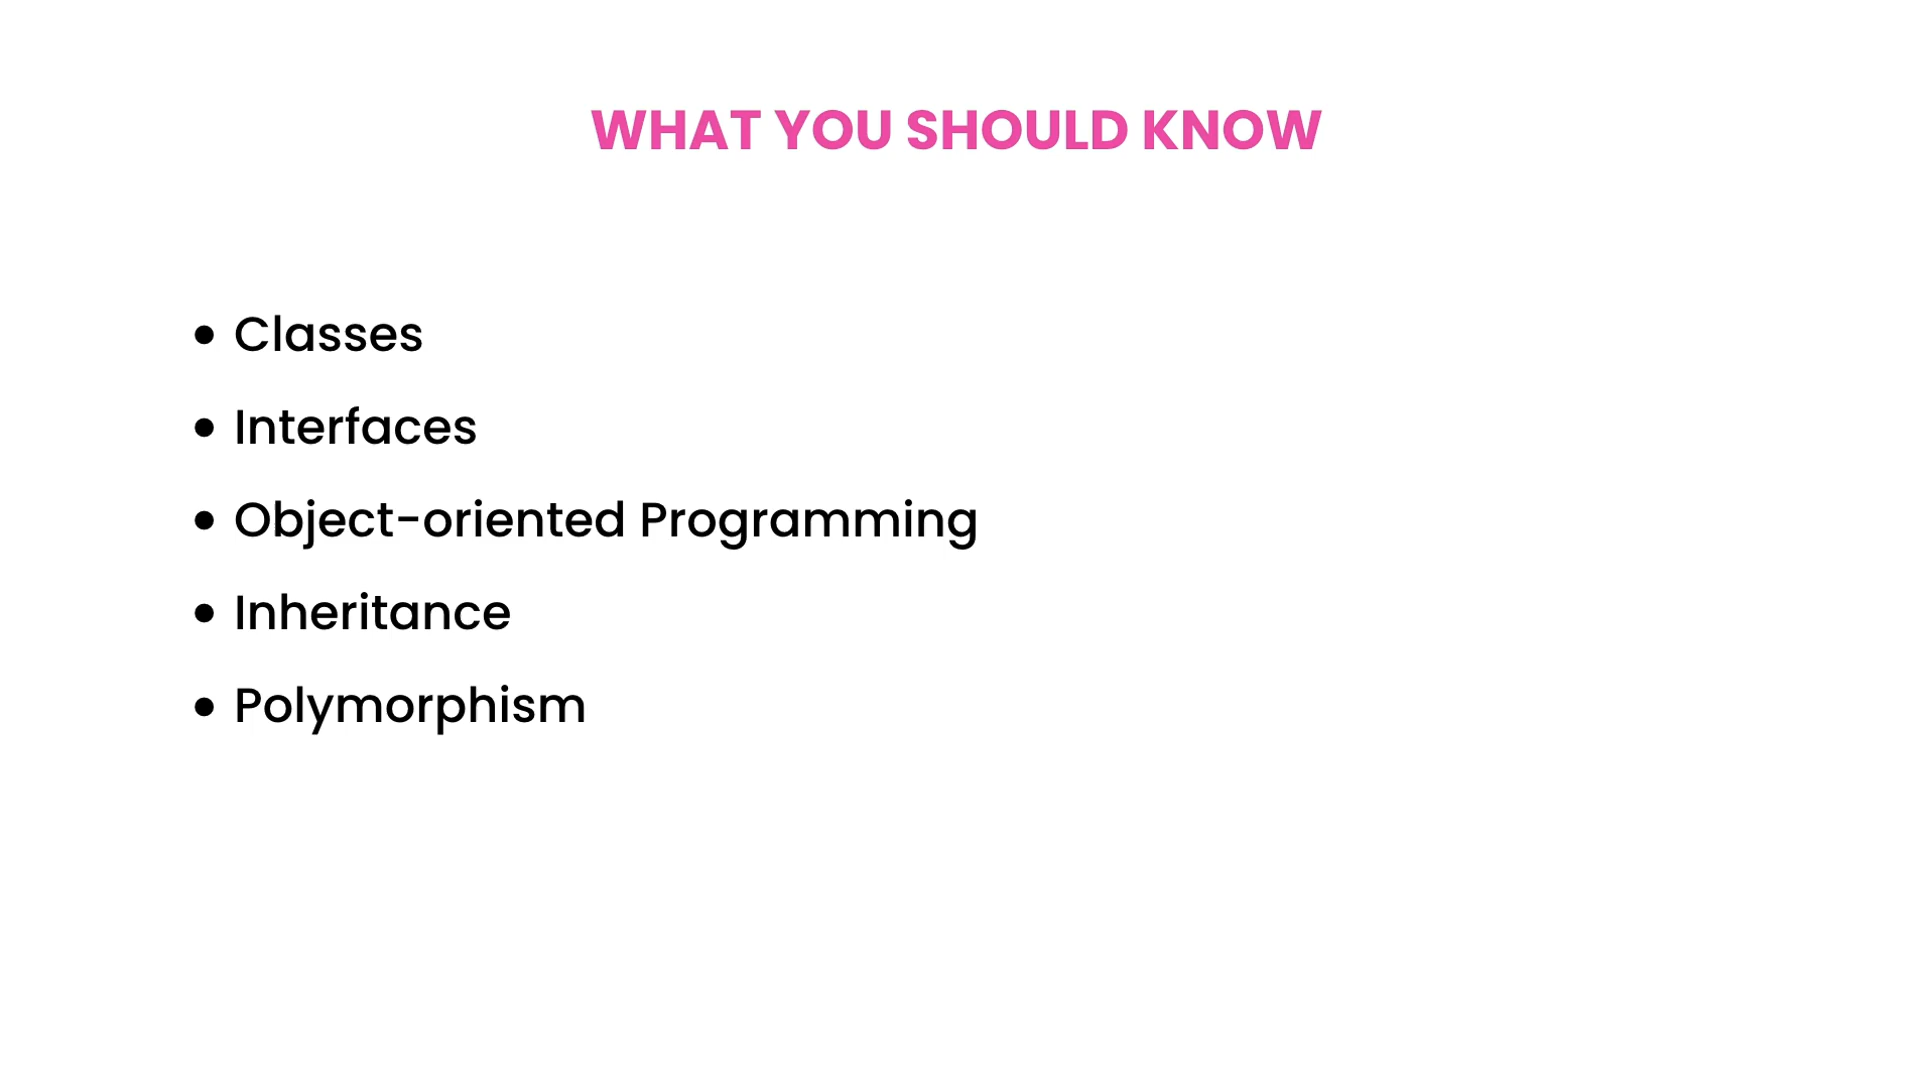 WHAT YOU SHOULD KNOW
• Classes
• Interfaces
• Object-oriented Programming
• Inheritance
• Polymorphism